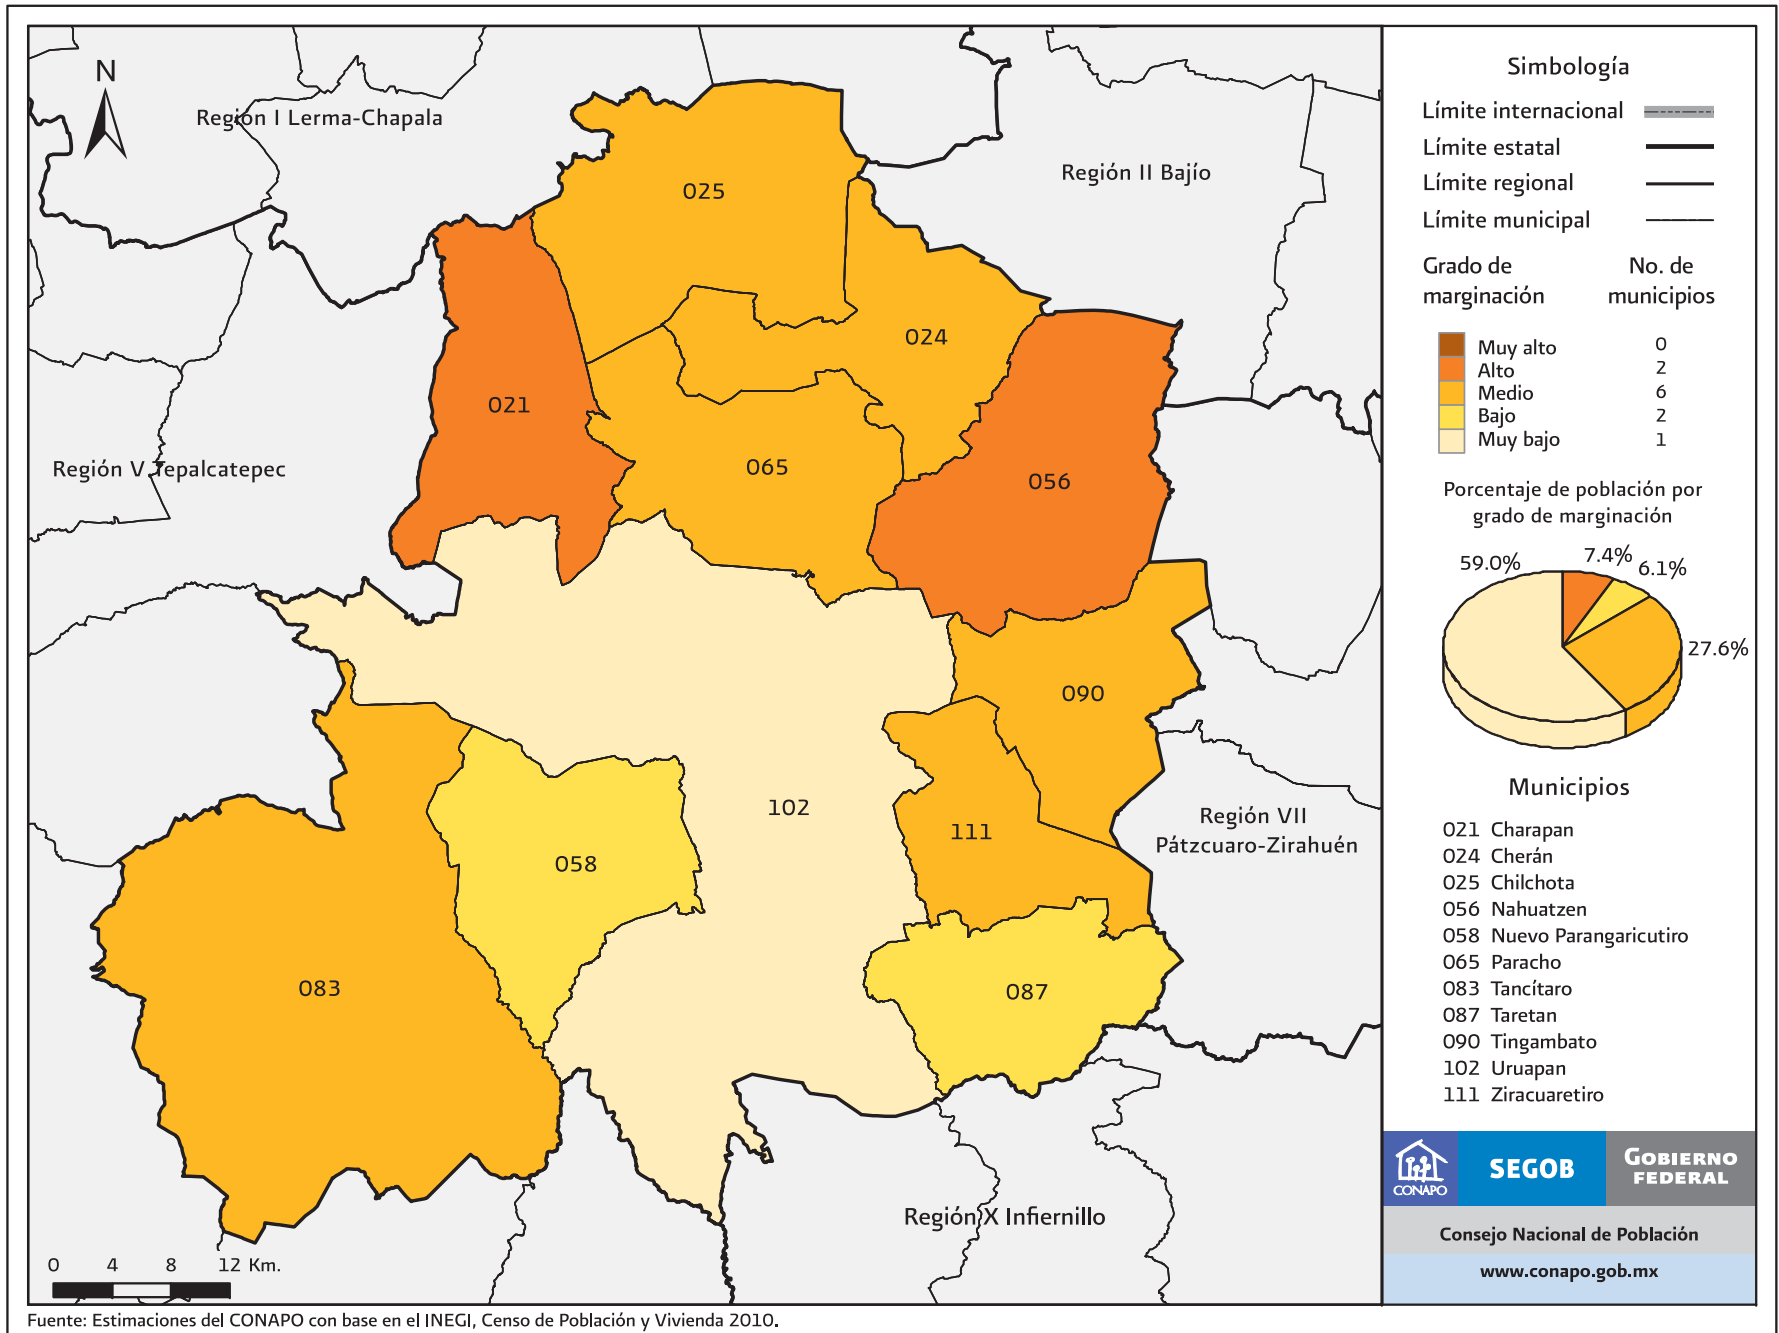 N
Región I Lerma-Chapala
Región II Bajío
025
024
021
065
056
Región V Tepalcatepec
090
102
111
058
Región VII
Pátzcuaro-Zirahuén
083
087
Región X Infiernillo
0 4 8 12 Km.
Simbología
Límite internacional
Límite estatal
Límite regional
Límite municipal
Grado de marginación
No. de municipios
Muy alto 0
Alto 2
Medio 6
Bajo 2
Muy bajo 1
Porcentaje de población por
grado de marginación
59.0% 7.4% 6.1%
27.6%
Municipios
021 Charapan
024 Cherán
025 Chilchota
056 Nahuatzen
058 Nuevo Parangaricutiro
065 Paracho
083 Tancítaro
087 Taretan
090 Tingambato
102 Uruapan
111 Ziracuaretiro
CONAPO
SEGOB
GOBIERNO
FEDERAL
Consejo Nacional de Población
www.conapo.gob.mx
Fuente: Estimaciones del CONAPO con base en el INEGI, Censo de Población y Vivienda 2010.